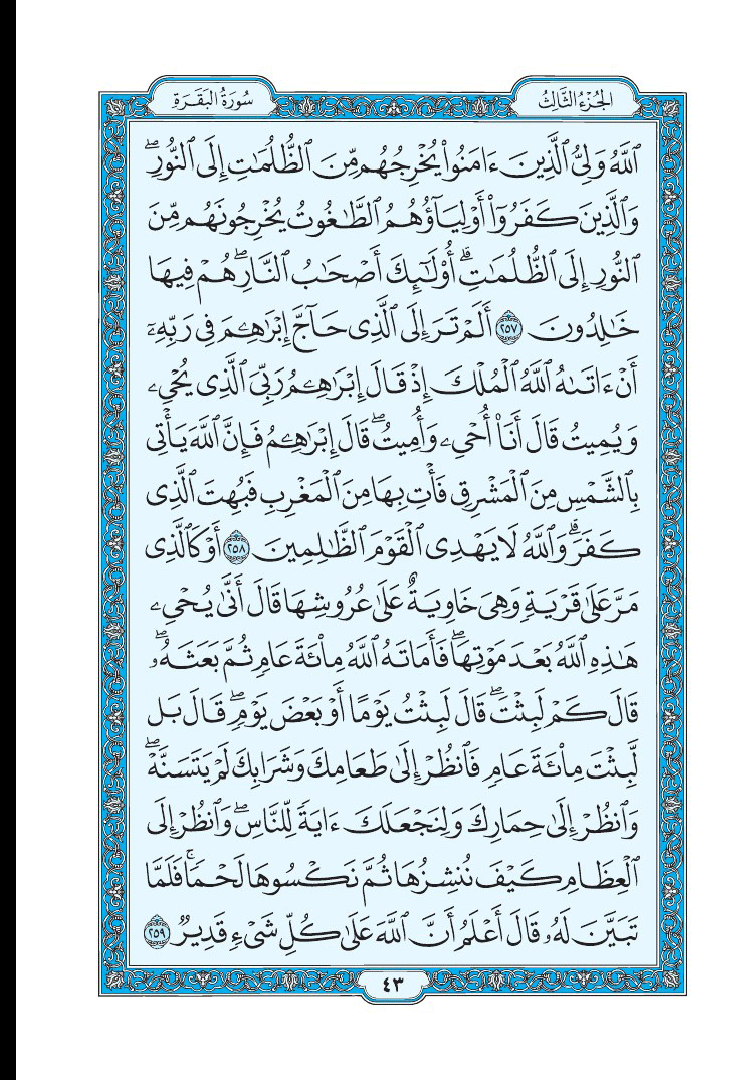 الجُزْءُ الثَّالِثُ
سُورَةُ البَقَرَةِ
ٱللَّهُ وَلِىُّ ٱلَّذِينَ ءَامَنُوا۟ يُخْرِجُهُم مِّنَ ٱلظُّلُمَٰتِ إِلَى ٱلنُّورِ ۖ
وَٱلَّذِينَ كَفَرُوٓا۟ أَوْلِيَآؤُهُمُ ٱلطَّٰغُوتُ يُخْرِجُونَهُم مِّنَ
ٱلنُّورِ إِلَى ٱلظُّلُمَٰتِ ۗ أُو۟لَٰٓئِكَ أَصْحَٰبُ ٱلنَّارِ ۖ هُمْ فِيهَا
خَٰلِدُونَ ٢٥٧ أَلَمْ تَرَ إِلَى ٱلَّذِى حَآجَّ إِبْرَٰهِـۧمَ فِى رَبِّهِۦٓ
أَنْ ءَاتَىٰهُ ٱللَّهُ ٱلْمُلْكَ إِذْ قَالَ إِبْرَٰهِـۧمُ رَبِّىَ ٱلَّذِى يُحْىِۦ
وَيُمِيتُ قَالَ أَنَا۠ أُحْىِۦ وَأُمِيتُ ۖ قَالَ إِبْرَٰهِـۧمُ فَإِنَّ ٱللَّهَ يَأْتِى
بِٱلشَّمْسِ مِنَ ٱلْمَشْرِقِ فَأْتِ بِهَا مِنَ ٱلْمَغْرِبِ فَبُهِتَ ٱلَّذِى
كَفَرَ ۗ وَٱللَّهُ لَا يَهْدِى ٱلْقَوْمَ ٱلظَّٰلِمِينَ ٢٥٨ أَوْ كَٱلَّذِى
مَرَّ عَلَىٰ قَرْيَةٍ وَهِىَ خَاوِيَةٌ عَلَىٰ عُرُوشِهَا قَالَ أَنَّىٰ يُحْىِۦ
هَٰذِهِ ٱللَّهُ بَعْدَ مَوْتِهَا ۖ فَأَمَاتَهُ ٱللَّهُ مِا۟ئَةَ عَامٍ ثُمَّ بَعَثَهُۥ ۖ
قَالَ كَمْ لَبِثْتَ ۖ قَالَ لَبِثْتُ يَوْمًا أَوْ بَعْضَ يَوْمٍ ۖ قَالَ بَل
لَّبِثْتَ مِا۟ئَةَ عَامٍ فَٱنظُرْ إِلَىٰ طَعَامِكَ وَشَرَابِكَ لَمْ يَتَسَنَّهْ ۖ
وَٱنظُرْ إِلَىٰ حِمَارِكَ وَلِنَجْعَلَكَ ءَايَةً لِّلنَّاسِ ۖ وَٱنظُرْ إِلَى
ٱلْعِظَامِ كَيْفَ نُنشِزُهَا ثُمَّ نَكْسُوهَا لَحْمًا ۚ فَلَمَّا
تَبَيَّنَ لَهُۥ قَالَ أَعْلَمُ أَنَّ ٱللَّهَ عَلَىٰ كُلِّ شَىْءٍ قَدِيرٌ ٢٥٩
٤٣